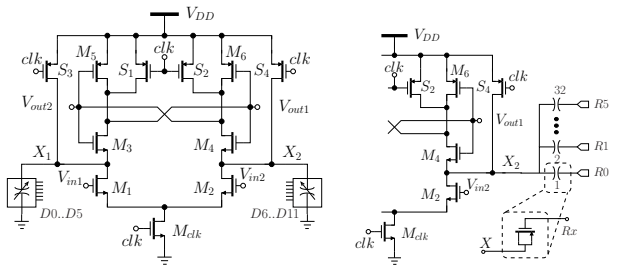 V_DD V_DD
clk M_5 clk M_6 clk M_6 32
S_3 S_1 S_2 S_4 clk S_2 S_4 clk R5
V_out2 V_out1 V_out1
M_3 M_4 M_4 R1
X_1 X_2 X_2 2
R0
V_in1 M_1 M_2 V_in2 M_2 V_in2 1
D0..D5 D6..D11
clk M_clk clk M_clk X Rx